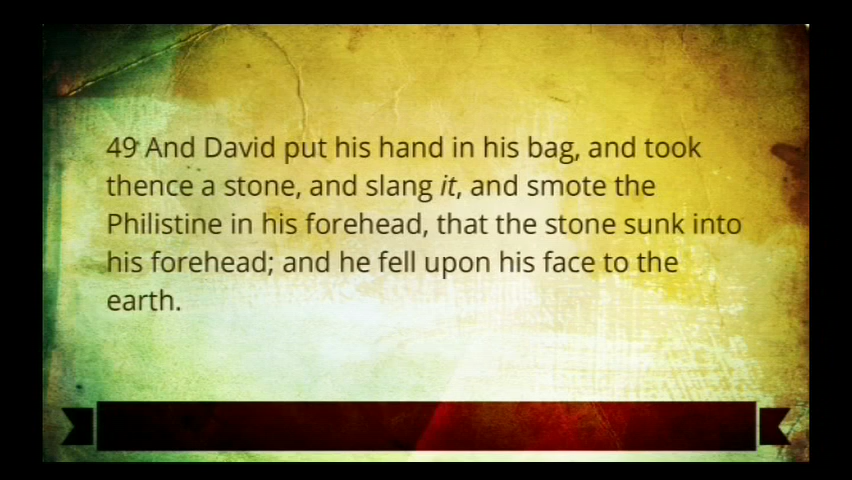 49 And David put his hand in his bag, and took
thence a stone, and slang it, and smote the
Philistine in his forehead, that the stone sunk into
his forehead; and he fell upon his face to the
earth.